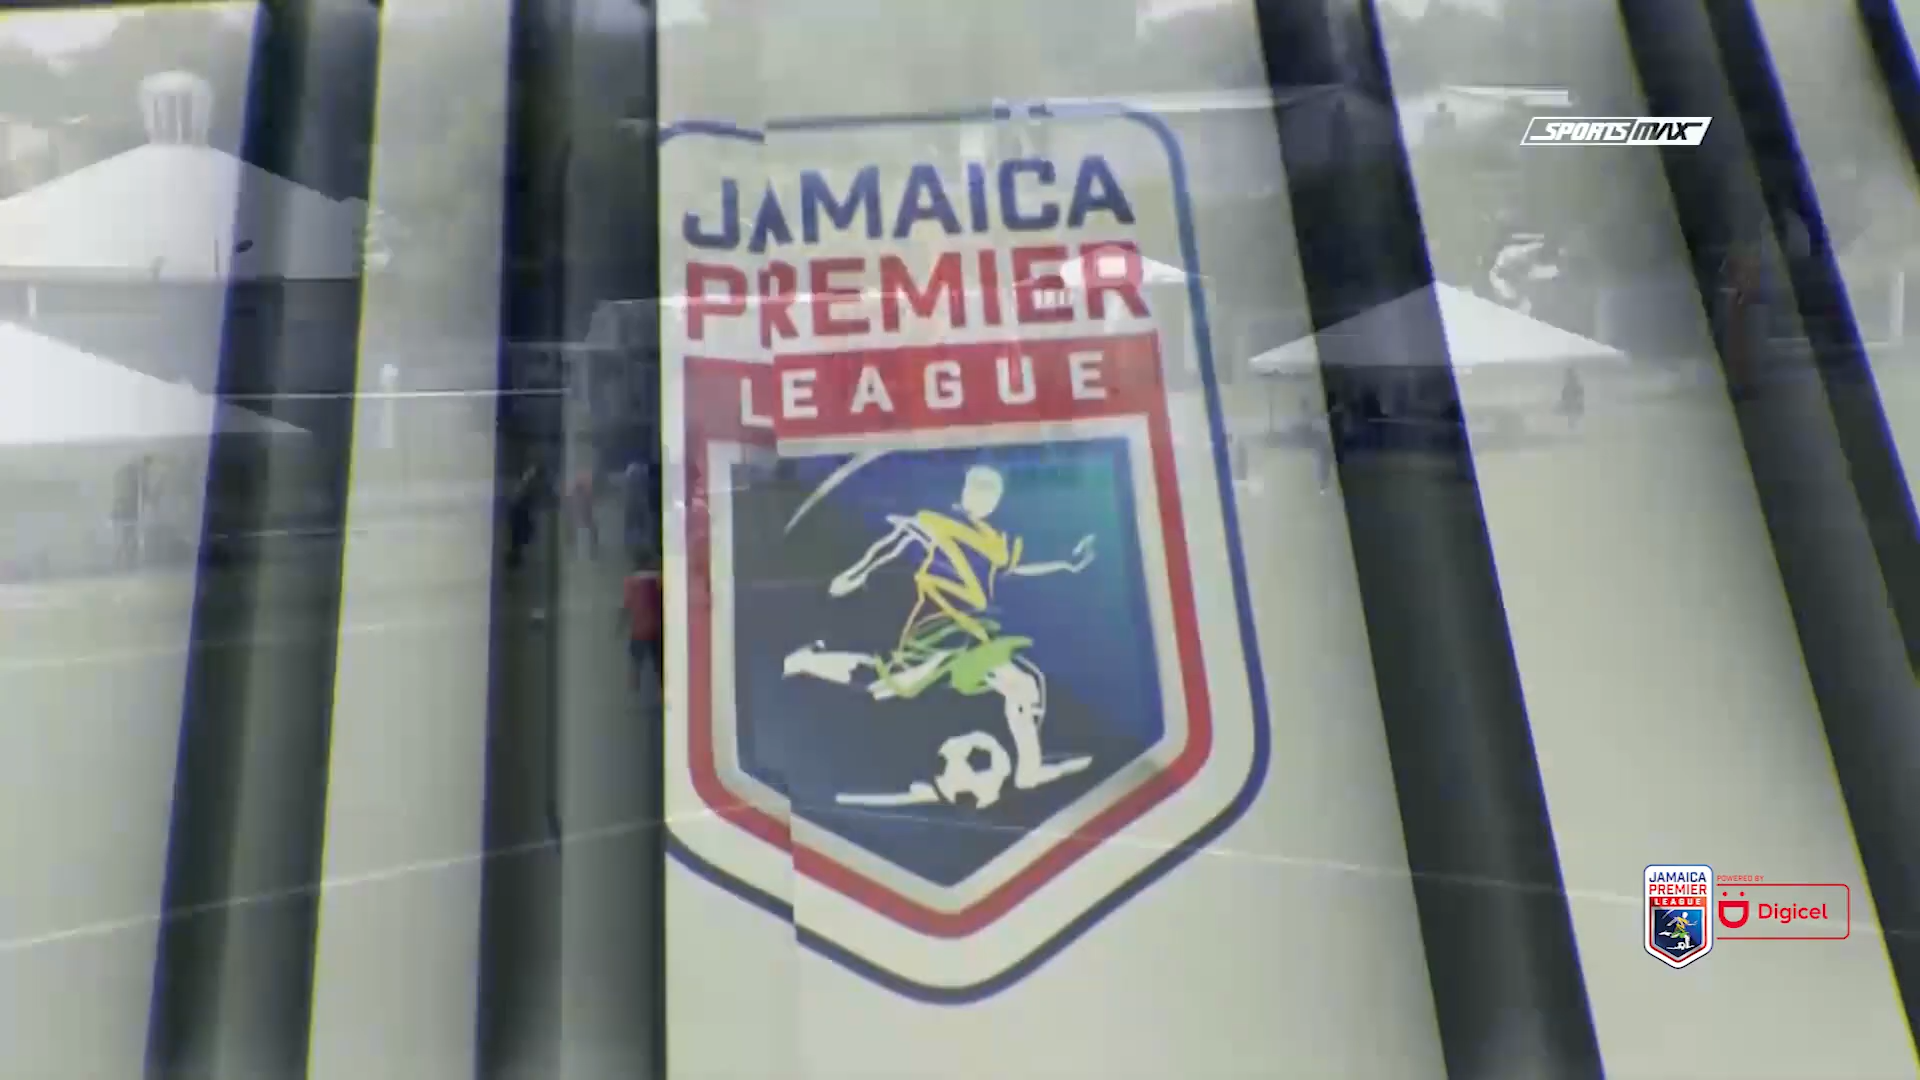 SPORTSMAX
JAMAICA
PREMIER
LEAGUE
JAMAICA
PREMIER
LEAGUE
POWERED BY
Digicel